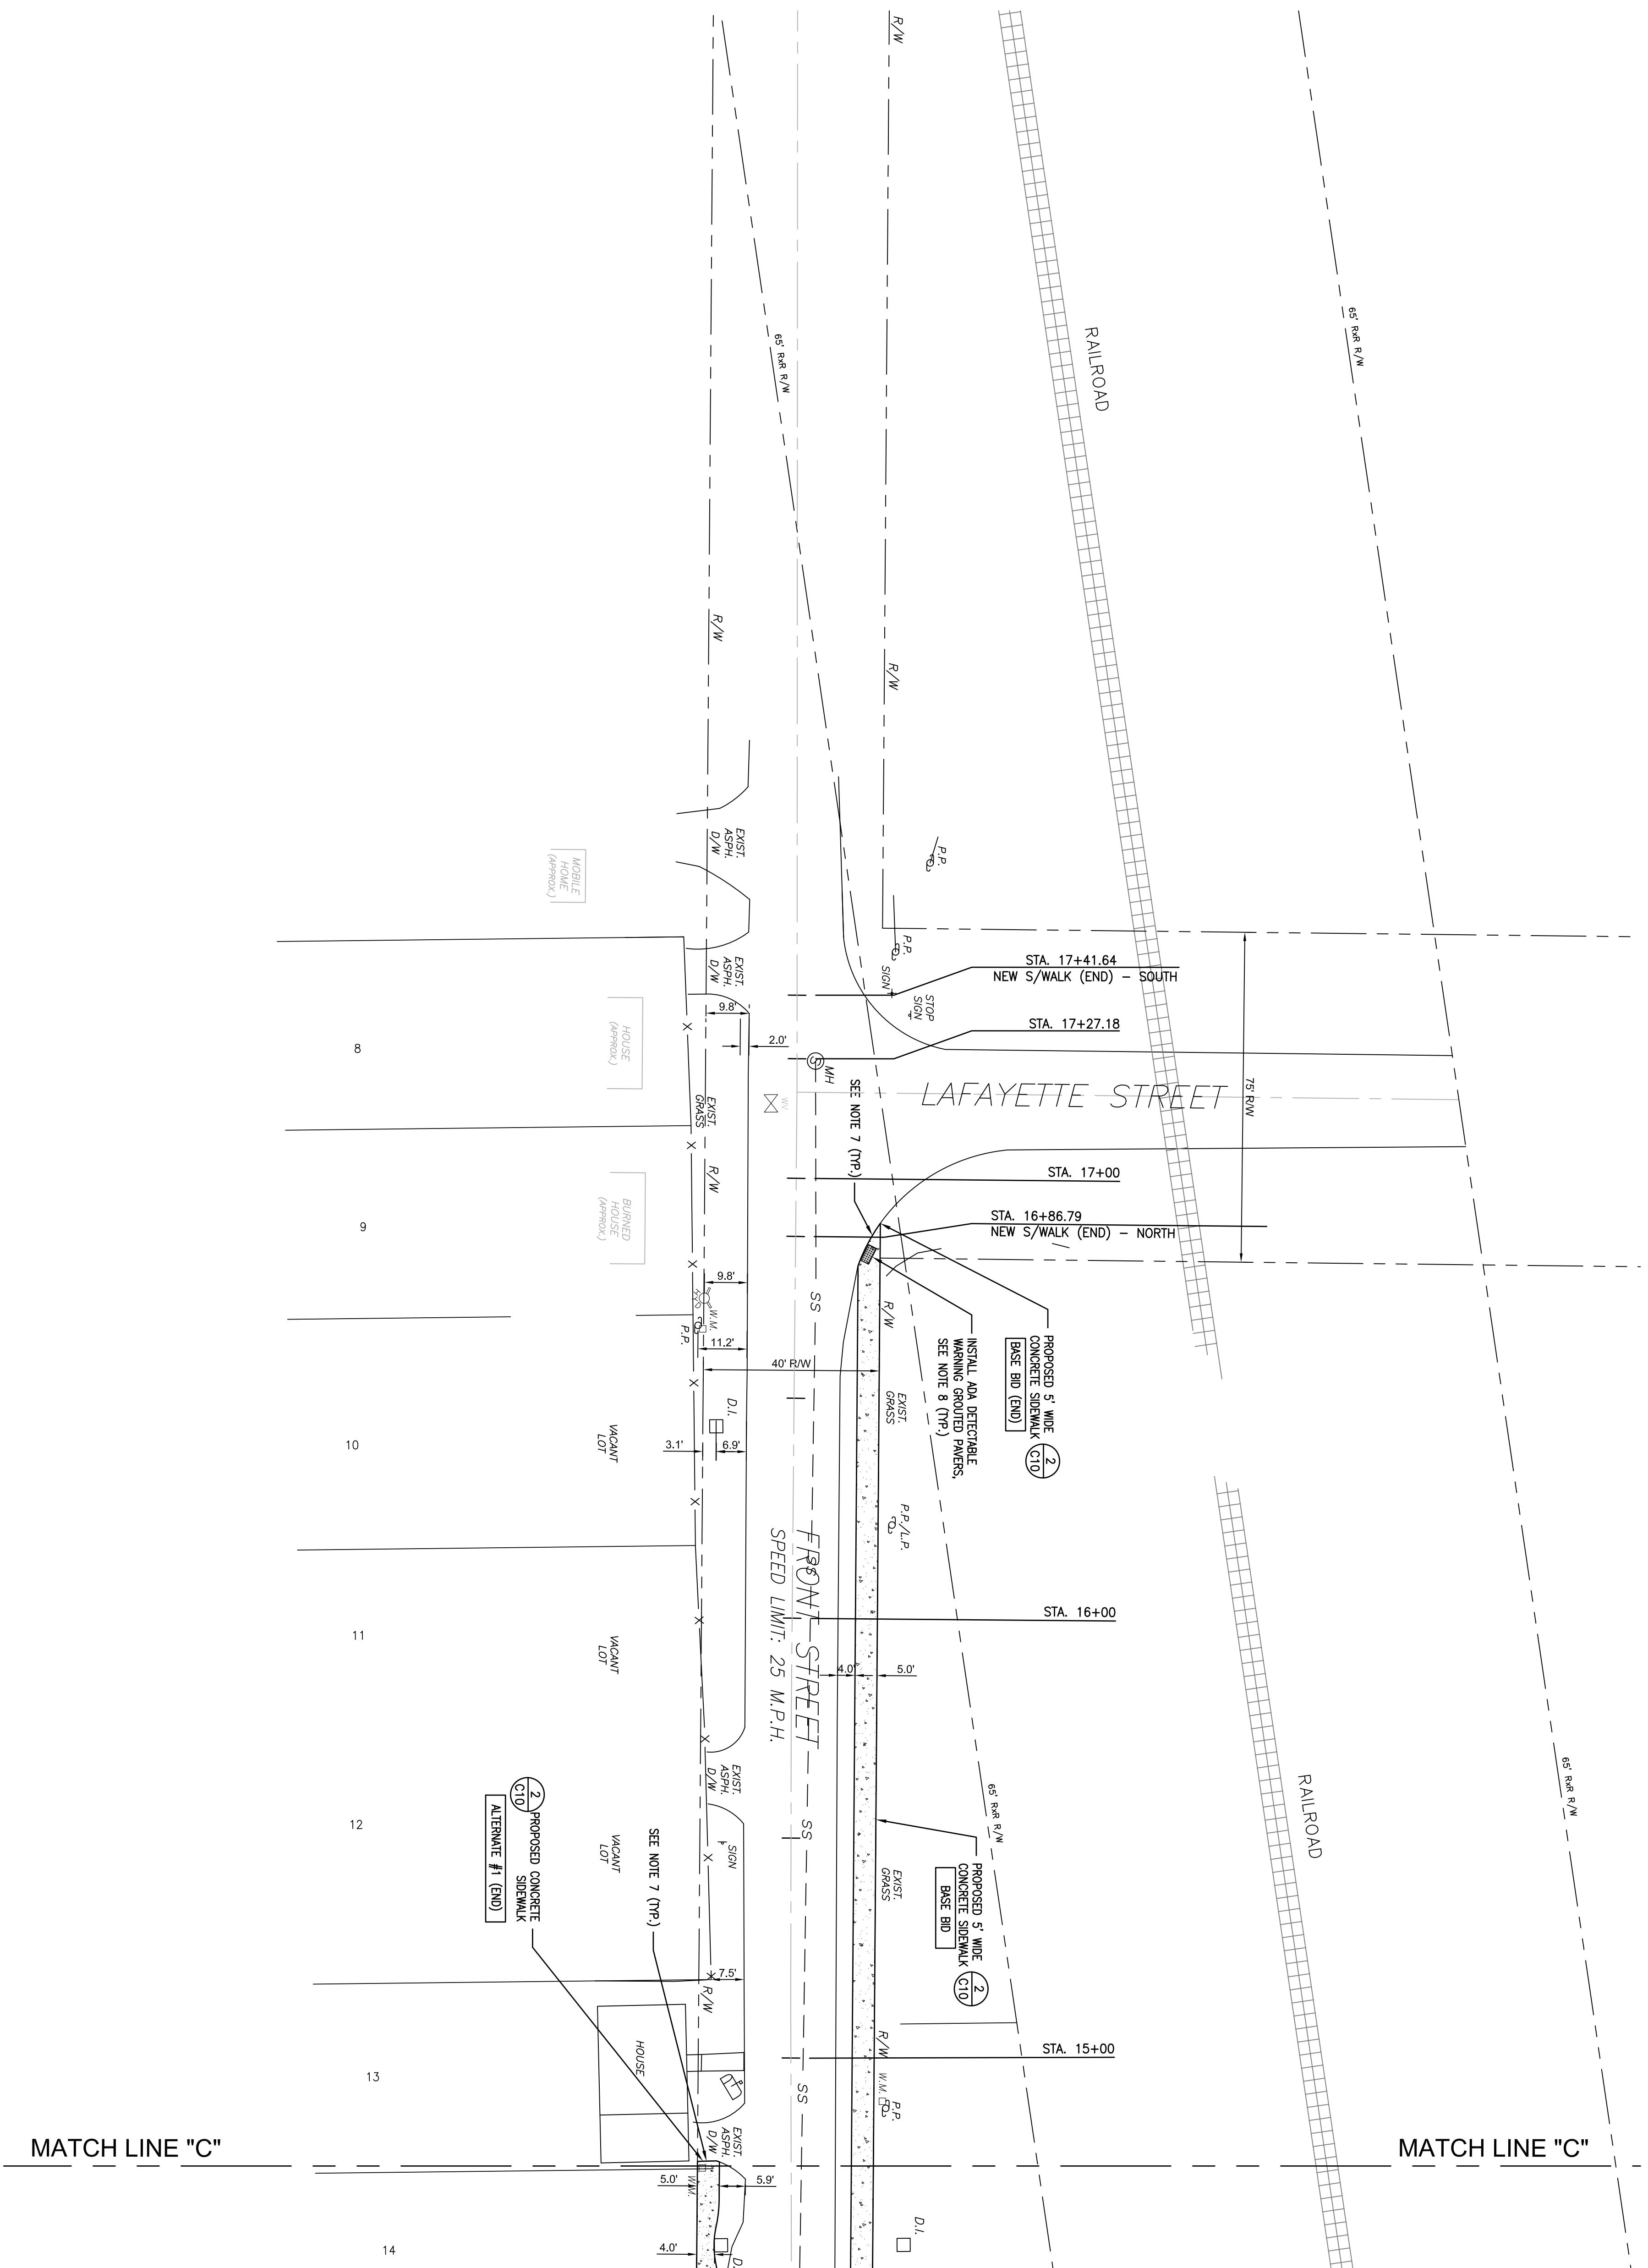 R/W
65' RxR R/W
65' RxR R/W
RAILROAD
R/W
R/W
EXIST.
ASPH.
D/W
MOBILE
HOME
(APPROX.)
P.P.
P.P.
SIGN
STOP
SIGN
STA. 17+41.64
NEW S/WALK (END) – SOUTH
EXIST.
ASPH.
D/W
9.8'
2.0'
STA. 17+27.18
HOUSE
(APPROX.)
8
S
MH
WV
LAFAYETTE STREET
75' R/W
SEE NOTE 7 (TYP.)
EXIST.
GRASS
R/W
STA. 17+00
BURNED
HOUSE
(APPROX.)
9
STA. 16+86.79
NEW S/WALK (END) – NORTH
9.8'
HYD
W.M.
P.P.
11.2'
SS
R/W
40' R/W
PROPOSED 5' WIDE
CONCRETE SIDEWALK
BASE BID (END)
2
C10
INSTALL ADA DETECTABLE
WARNING GROUTED PAVERS,
SEE NOTE 8 (TYP.)
EXIST.
GRASS
D.I.
3.1'
6.9'
VACANT
LOT
10
P.P./L.P.
FRONT STREET
SPEED LIMIT: 25 M.P.H.
SS
STA. 16+00
VACANT
LOT
11
4.0'
5.0'
EXIST.
ASPH.
D/W
65' RxR R/W
65' RxR R/W
RAILROAD
12
VACANT
LOT
SIGN
SS
EXIST.
GRASS
PROPOSED 5' WIDE
CONCRETE SIDEWALK
BASE BID
2
C10
2
C10
PROPOSED CONCRETE
SIDEWALK
ALTERNATE #1 (END)
SEE NOTE 7 (TYP.)
7.5'
R/W
R/W
STA. 15+00
HOUSE
13
SS
W.M.
P.P.
EXIST.
ASPH.
D/W
MATCH LINE "C"
MATCH LINE "C"
5.0'
W.M.
5.9'
D.I.
4.0'
14